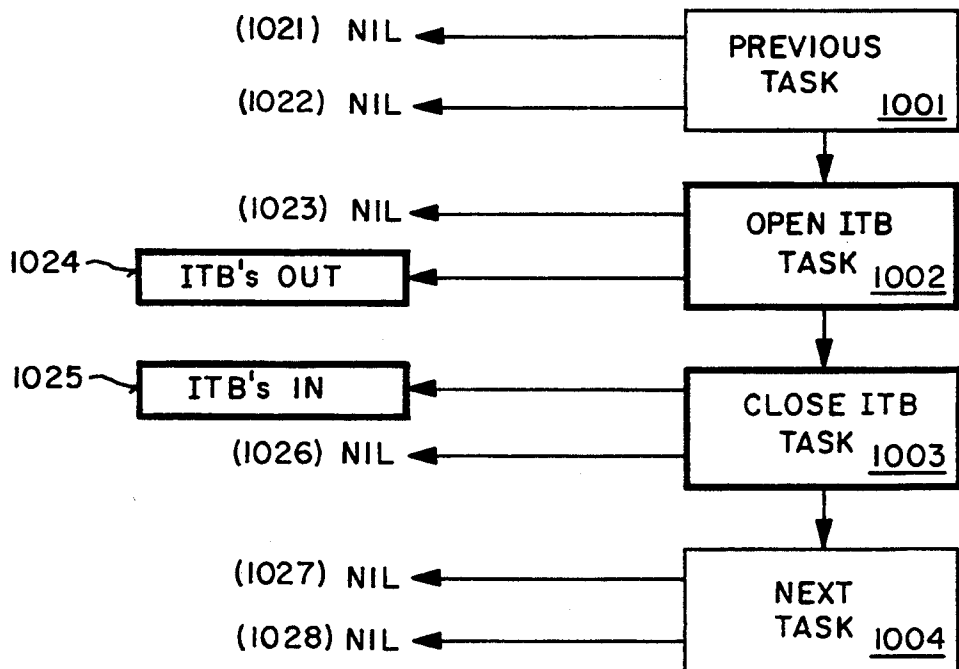 (1021) NIL
PREVIOUS
TASK
1001
(1022) NIL
(1023) NIL
OPEN ITB
TASK
1002
1024
ITB's OUT
1025
ITB's IN
CLOSE ITB
TASK
1003
(1026) NIL
(1027) NIL
NEXT
TASK
1004
(1028) NIL